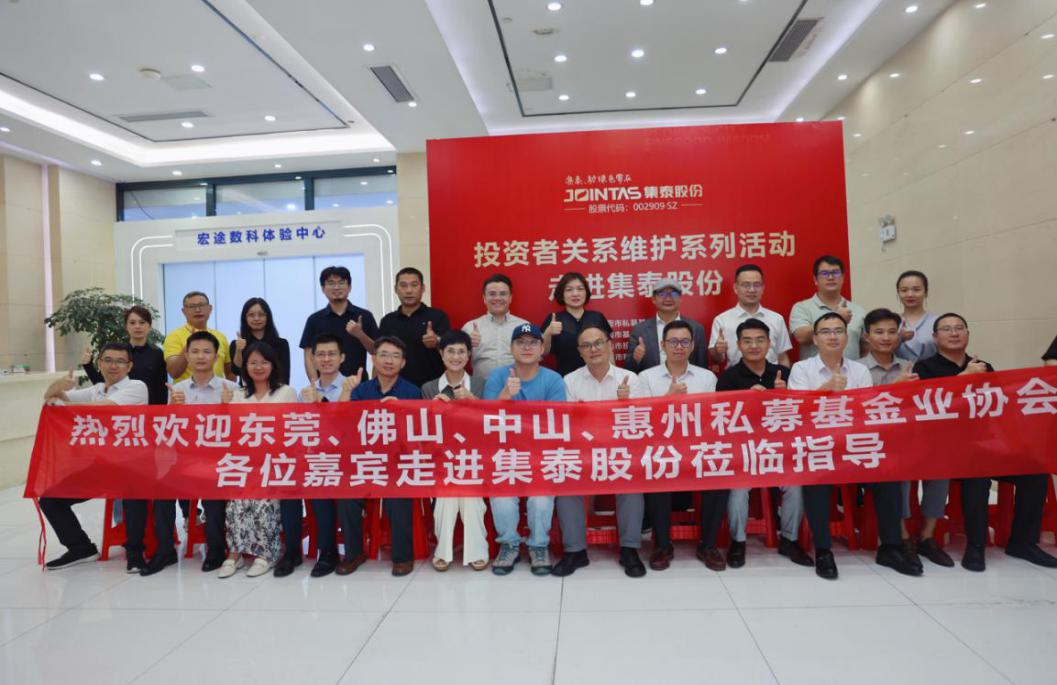 集泰,助绿色事在
JOINTAS 集泰股份
股票代码：002909·SZ
投资者关系维护系列活动
走进集泰股份
宏途数科体验中心
NY
热烈欢迎东莞、佛山、中山、惠州私募基金业协会
各位嘉宾走进集泰股份莅临指导